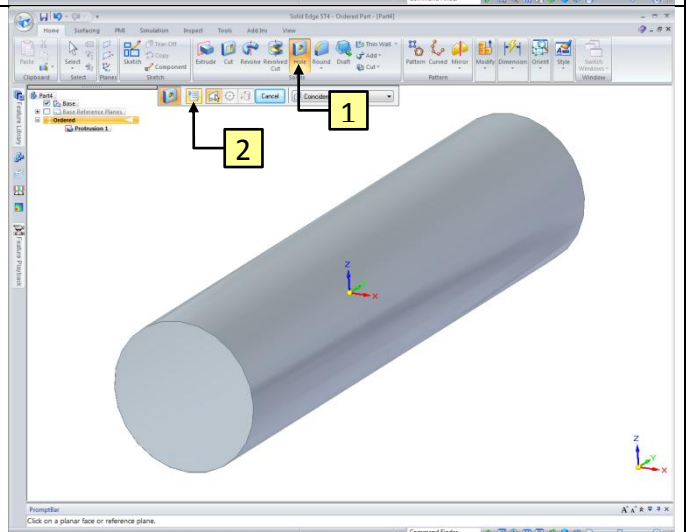 Command Finder
Solid Edge ST4 - Ordered Part - [Part4]
Home Surfacing PMI Simulation Inspect Tools Add Ins View
Tear-Off
Copy
Component
Thin Wall
Add
Cut
Paste Select Sketch Extrude Cut Revolve Revolved Cut Hole Round Draft Pattern Curved Mirror Modify Dimension Orient Style Switch Windows
Clipboard Select Planes Sketch Solids Pattern Window
Part4
Base
Base Reference Planes
Ordered
Protrusion 1
Cancel
1
2
Feature Library
Feature Playback
Z
X
Z
Y
X
PromptBar
Click on a planar face or reference plane.
Command Finder